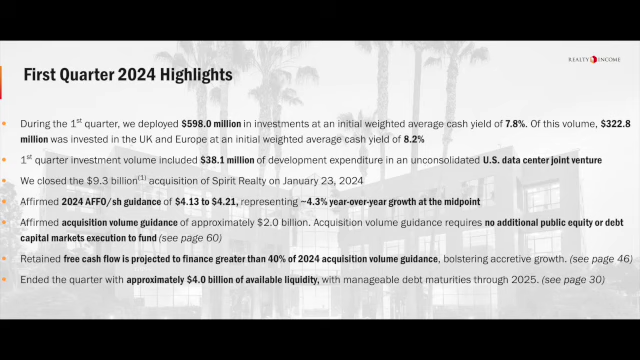 REALTY INCOME
First Quarter 2024 Highlights
During the 1st quarter, we deployed $598.0 million in investments at an initial weighted average cash yield of 7.8%. Of this volume, $322.8
million was invested in the UK and Europe at an initial weighted average cash yield of 8.2%
1st quarter investment volume included $38.1 million of development expenditure in an unconsolidated U.S. data center joint venture
We closed the $9.3 billion(1) acquisition of Spirit Realty on January 23, 2024
Affirmed 2024 AFFO/sh guidance of $4.13 to $4.21, representing ~4.3% year-over-year growth at the midpoint
Affirmed acquisition volume guidance of approximately $2.0 billion. Acquisition volume guidance requires no additional public equity or debt
capital markets execution to fund (see page 60)
Retained free cash flow is projected to finance greater than 40% of 2024 acquisition volume guidance, bolstering accretive growth. (see page 46)
Ended the quarter with approximately $4.0 billion of available liquidity, with manageable debt maturities through 2025. (see page 30)